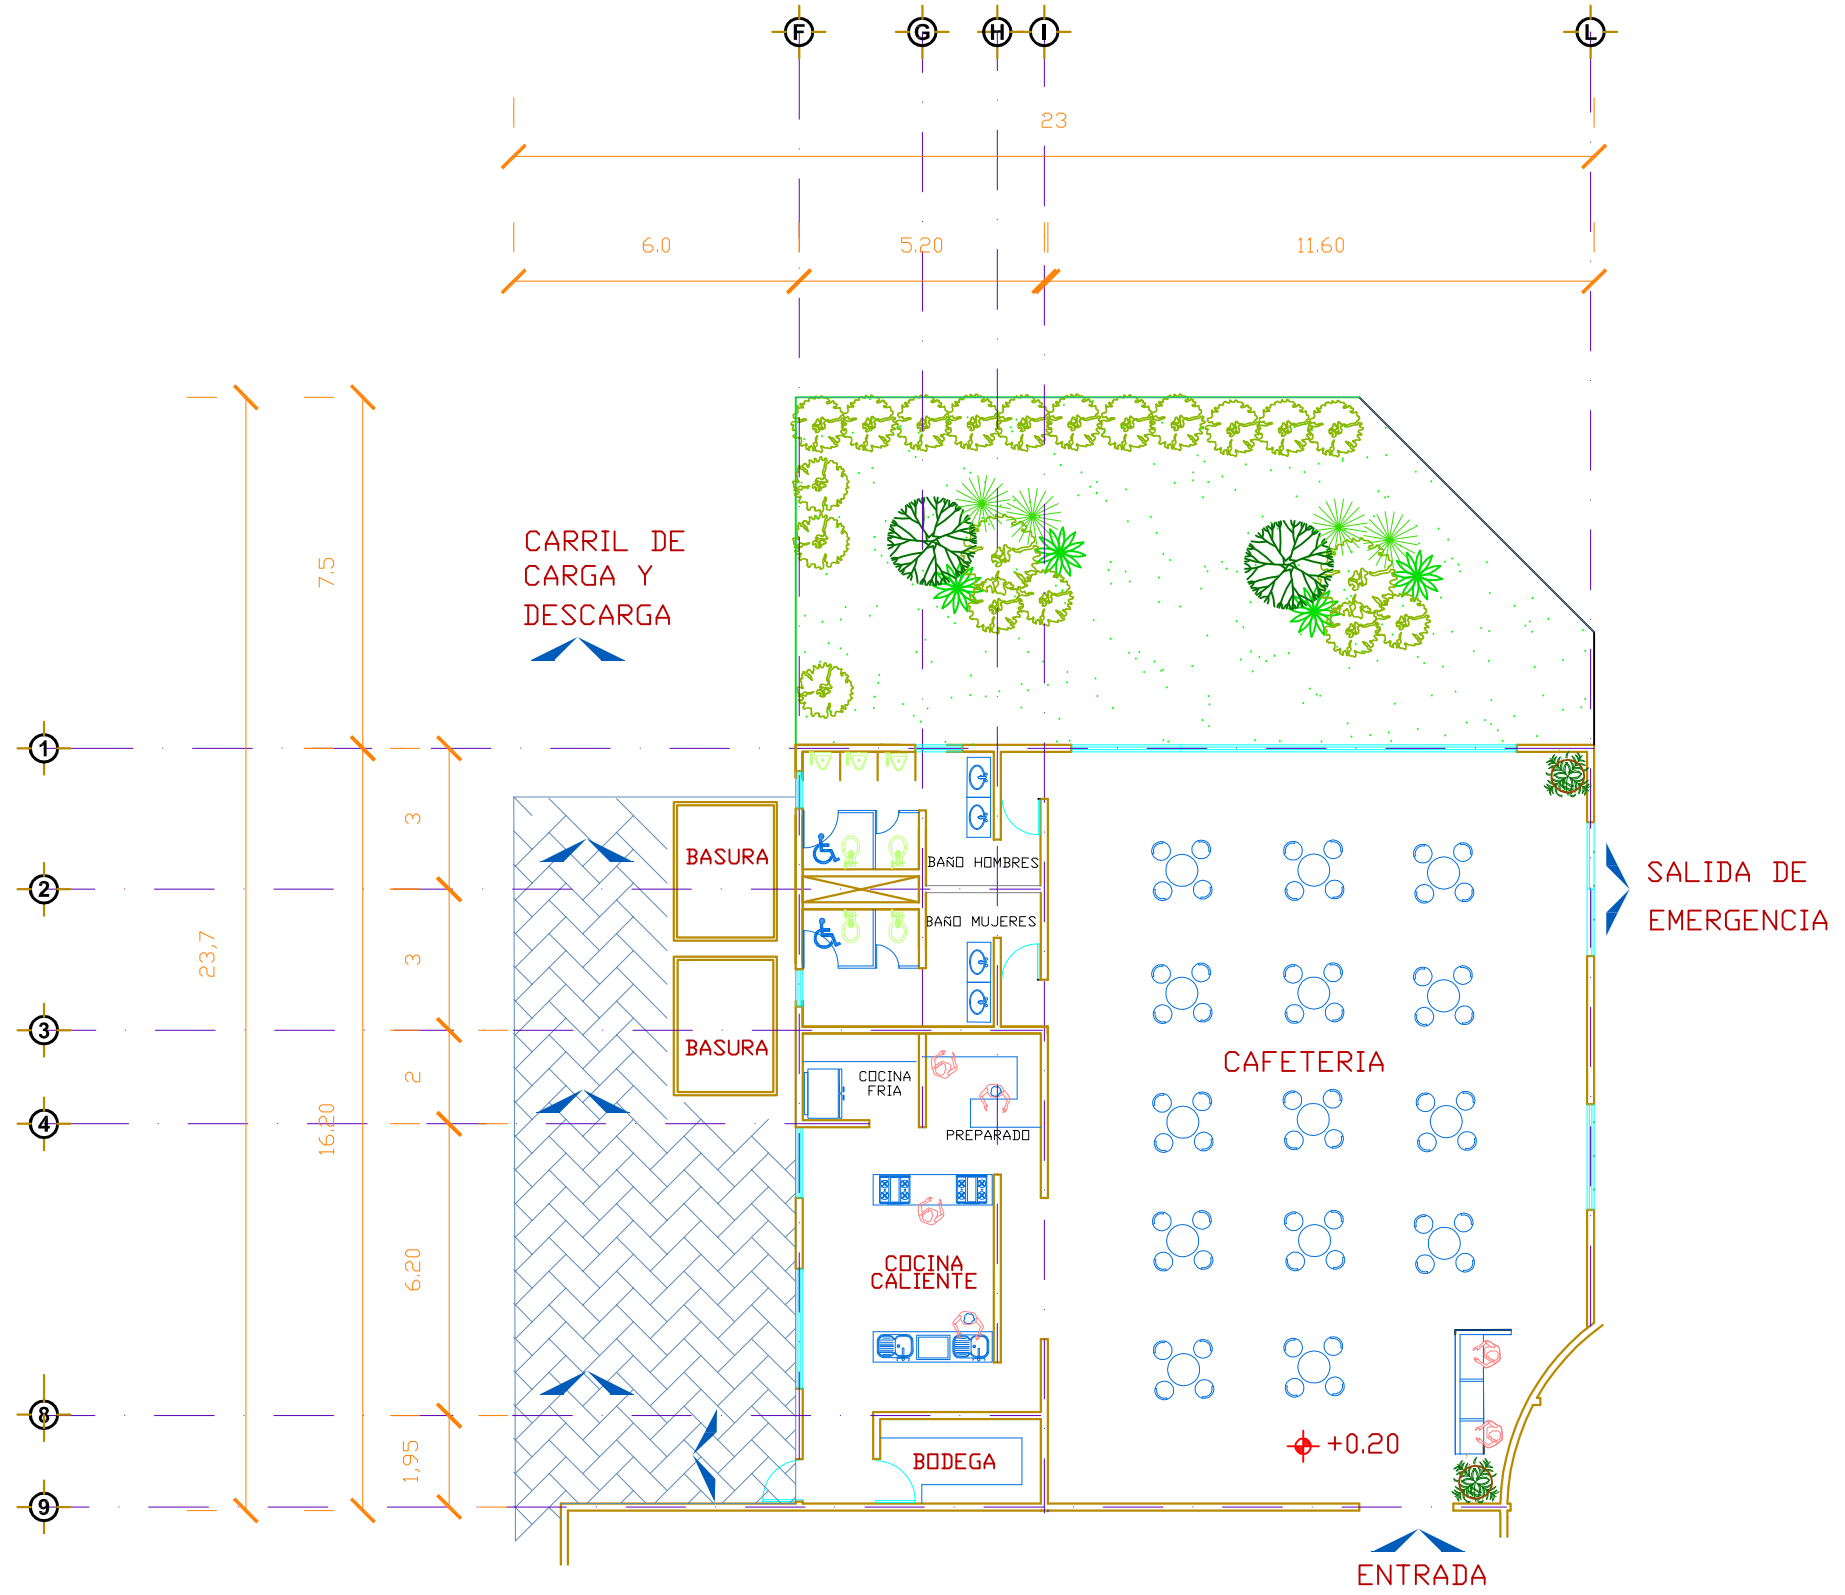 F G H I L
23
6.0 5.20 11.60
CARRIL DE
CARGA Y
DESCARGA
7.5
1
3
BASURA
BAÑO HOMBRES
SALIDA DE
EMERGENCIA
2
BAÑO MUJERES
23,7
3
3
BASURA
CAFETERIA
COCINA
FRIA
2
16.20
4
PREPARADO
6.20
COCINA
CALIENTE
8
1,95
BODEGA
+0.20
9
ENTRADA